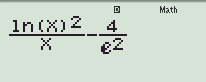 D Math
ln(X)²/X − 4/e²